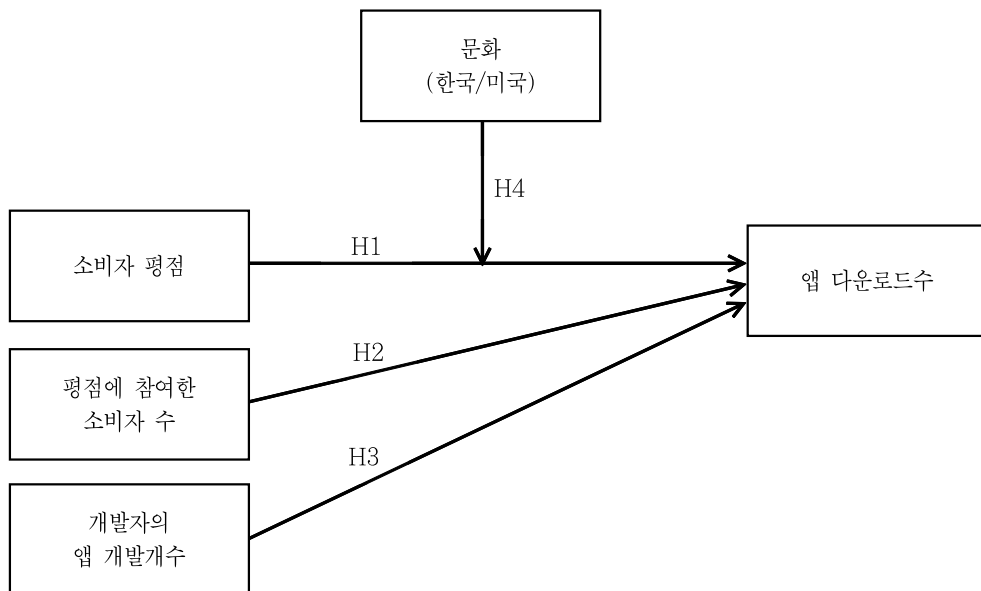 문화
(한국/미국)
H4
소비자 평점
H1
앱 다운로드수
평점에 참여한
소비자 수
H2
H3
개발자의
앱 개발개수